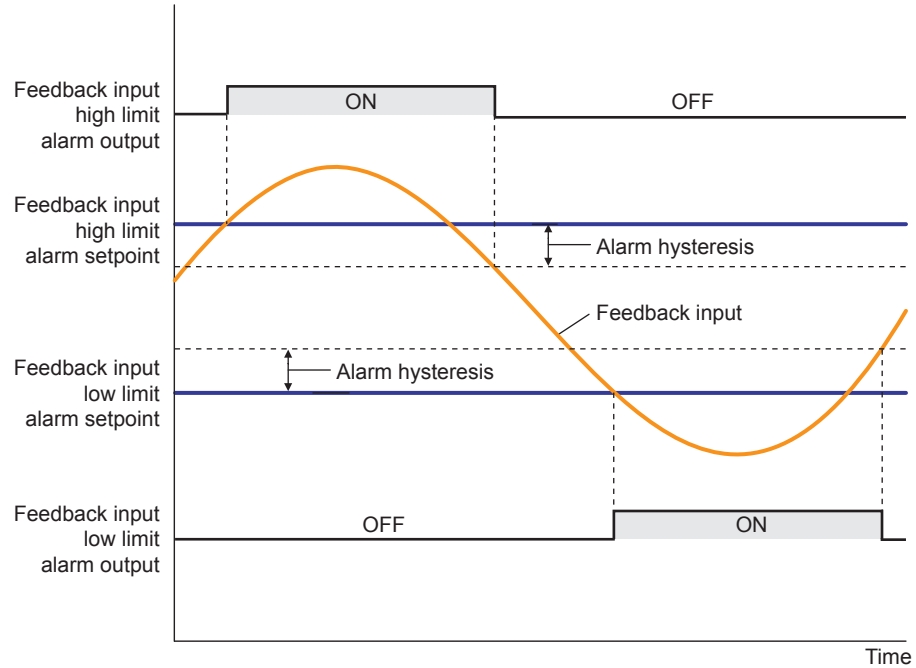 Feedback input
high limit
alarm output
ON
OFF
Feedback input
high limit
alarm setpoint
Alarm hysteresis
Feedback input
Feedback input
low limit
alarm setpoint
Alarm hysteresis
Feedback input
low limit
alarm output
OFF
ON
Time